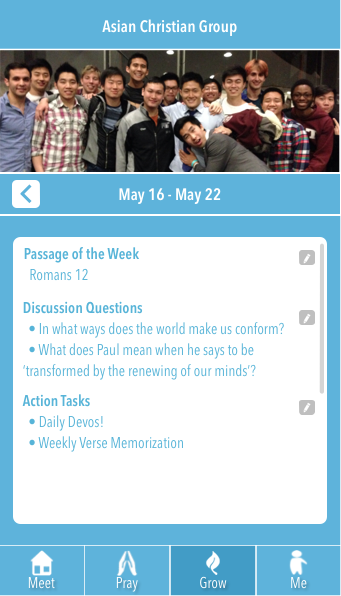 Asian Christian Group
May 16 - May 22
Passage of the Week
Romans 12
Discussion Questions
• In what ways does the world make us conform?
• What does Paul mean when he says to be
‘transformed by the renewing of our minds’?
Action Tasks
• Daily Devos!
• Weekly Verse Memorization
Meet
Pray
Grow
Me